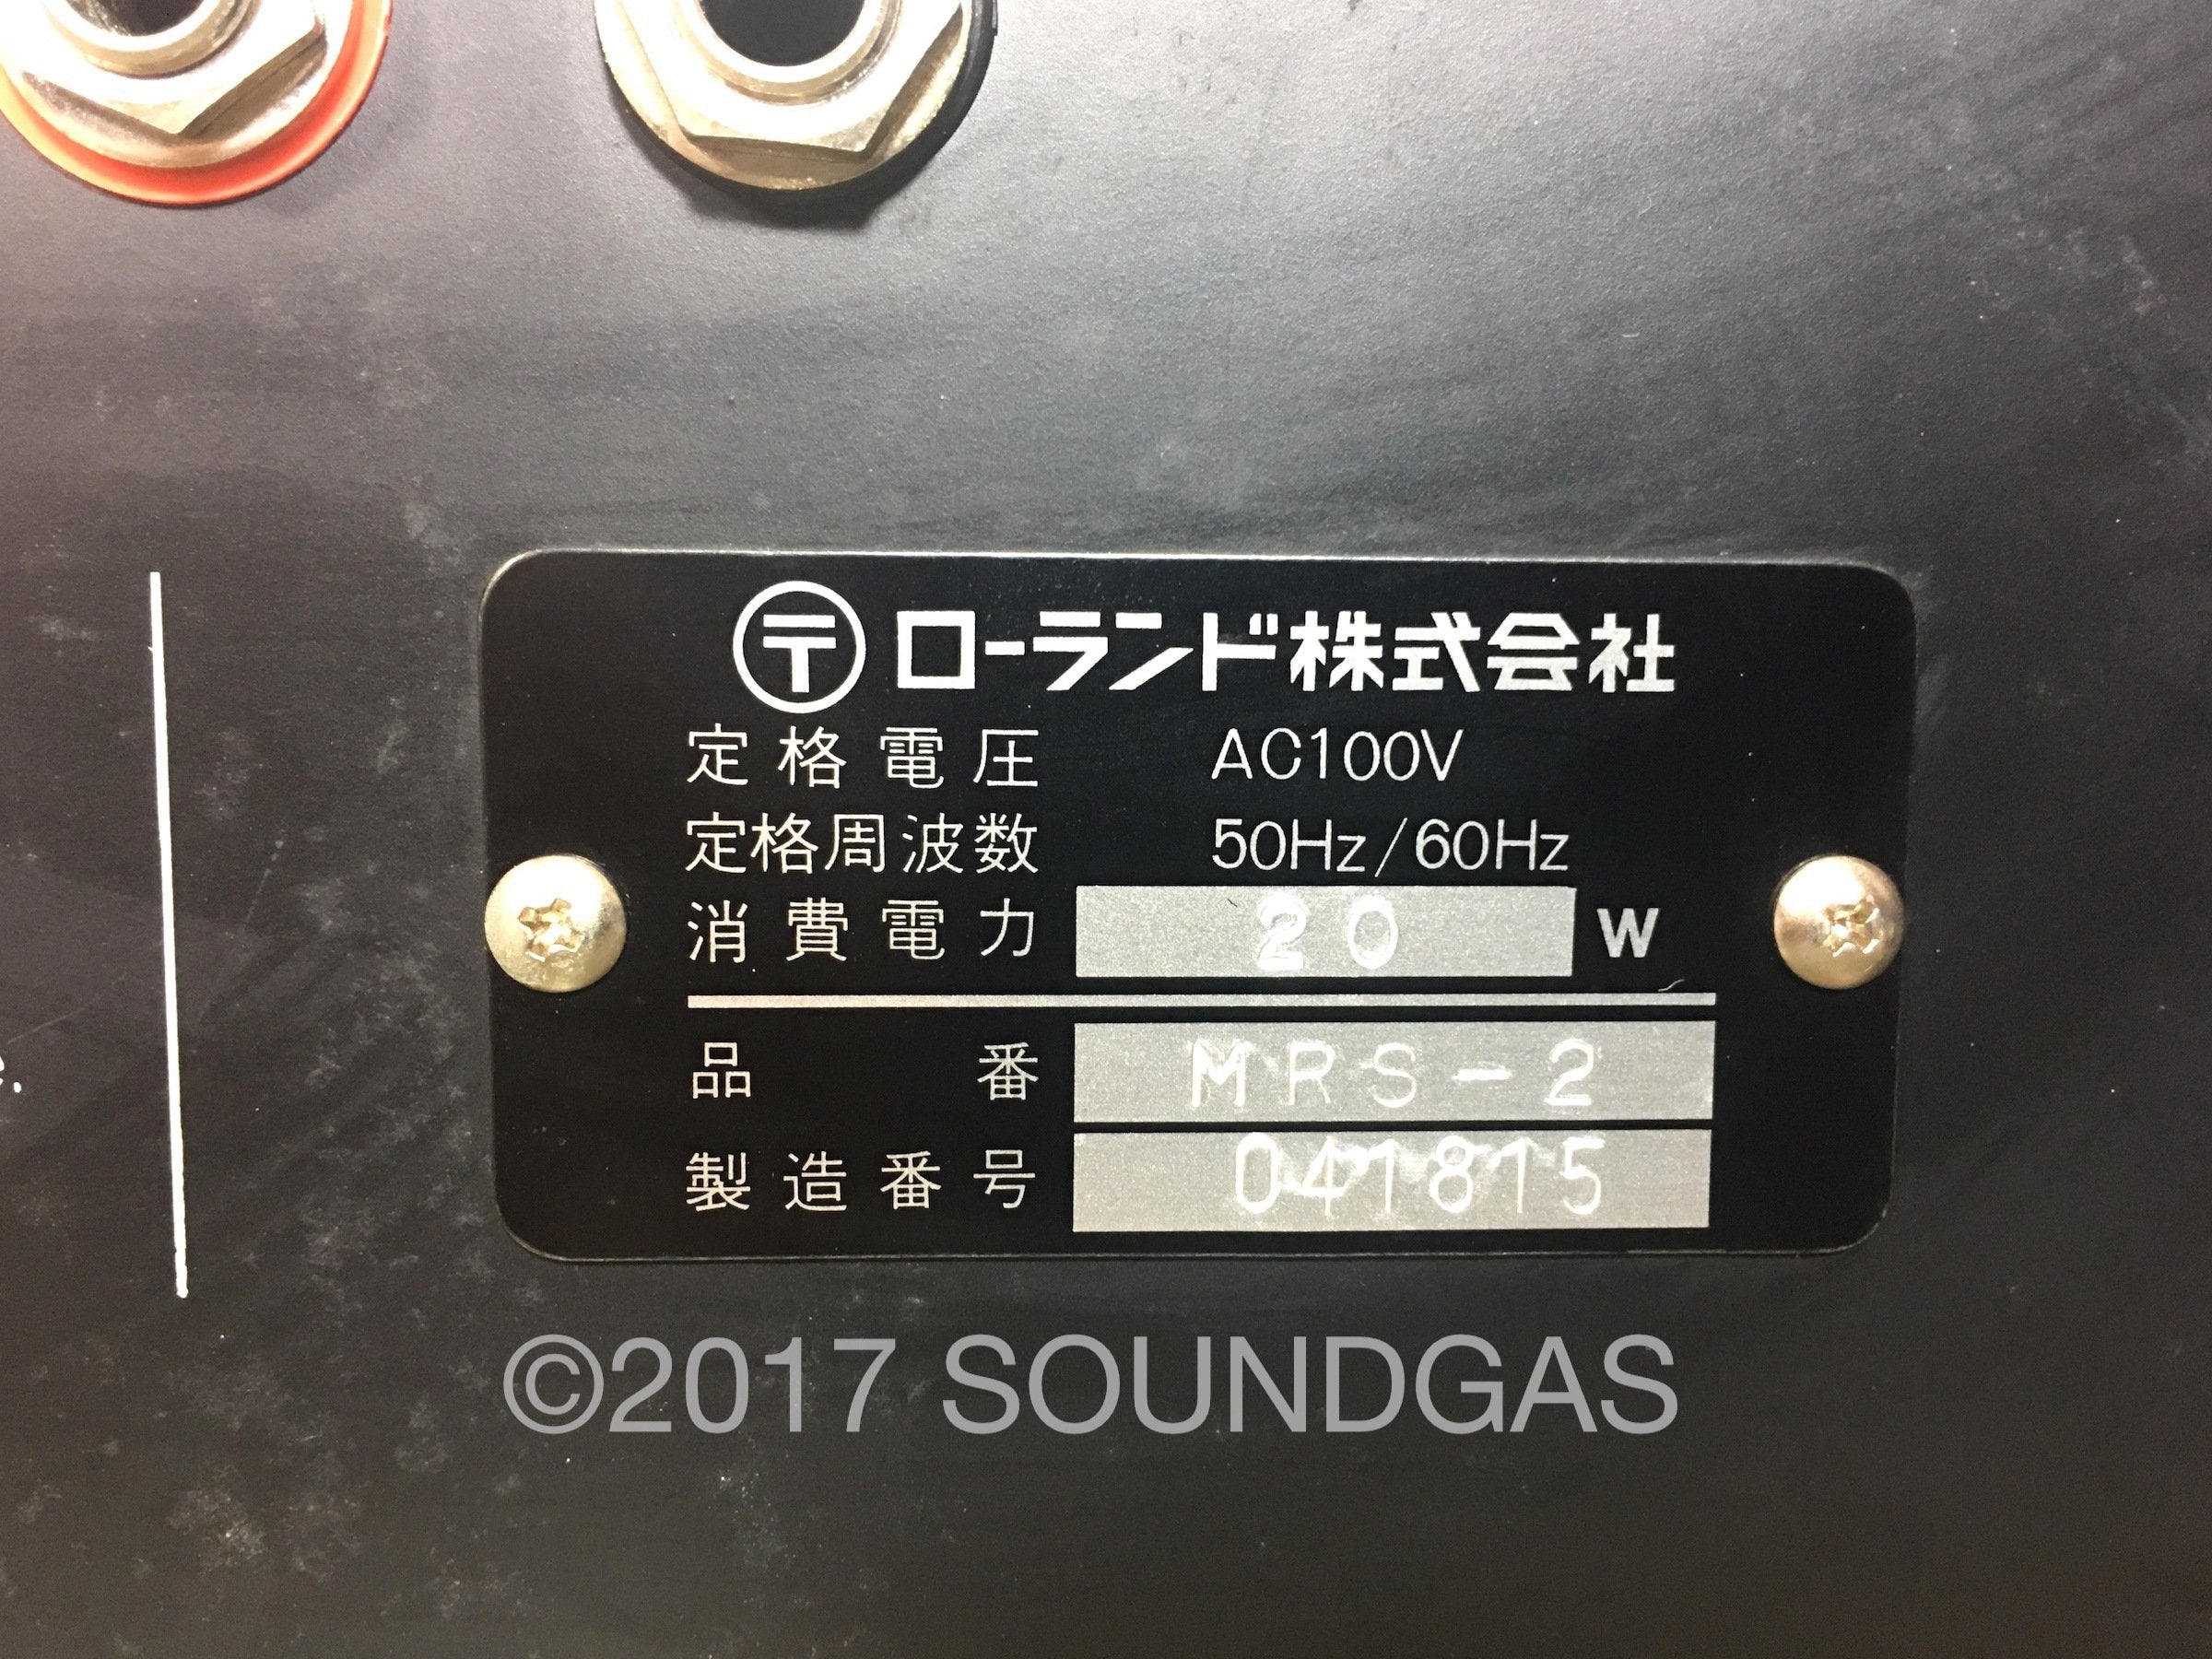 〒 ローランド株式会社
定格電圧 AC100V
定格周波数 50Hz/60Hz
消費電力 20 W
品番 MRS-2
製造番号 041815
©2017 SOUNDGAS